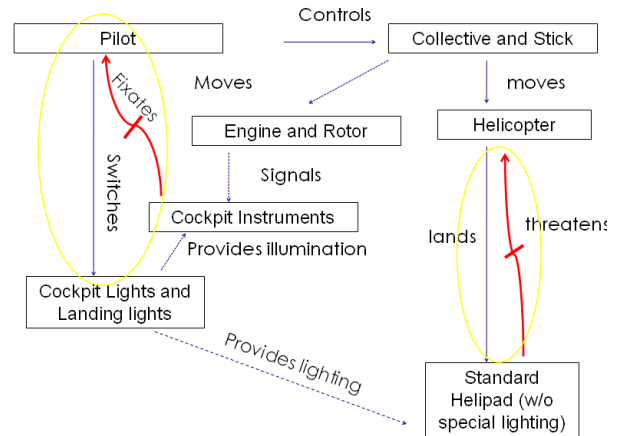 Controls
Pilot
Collective and Stick
Fixates
Moves
moves
Engine and Rotor
Helicopter
Switches
Signals
Cockpit Instruments
lands
threatens
Provides illumination
Cockpit Lights and
Landing lights
Provides lighting
Standard
Helipad (w/o
special lighting)